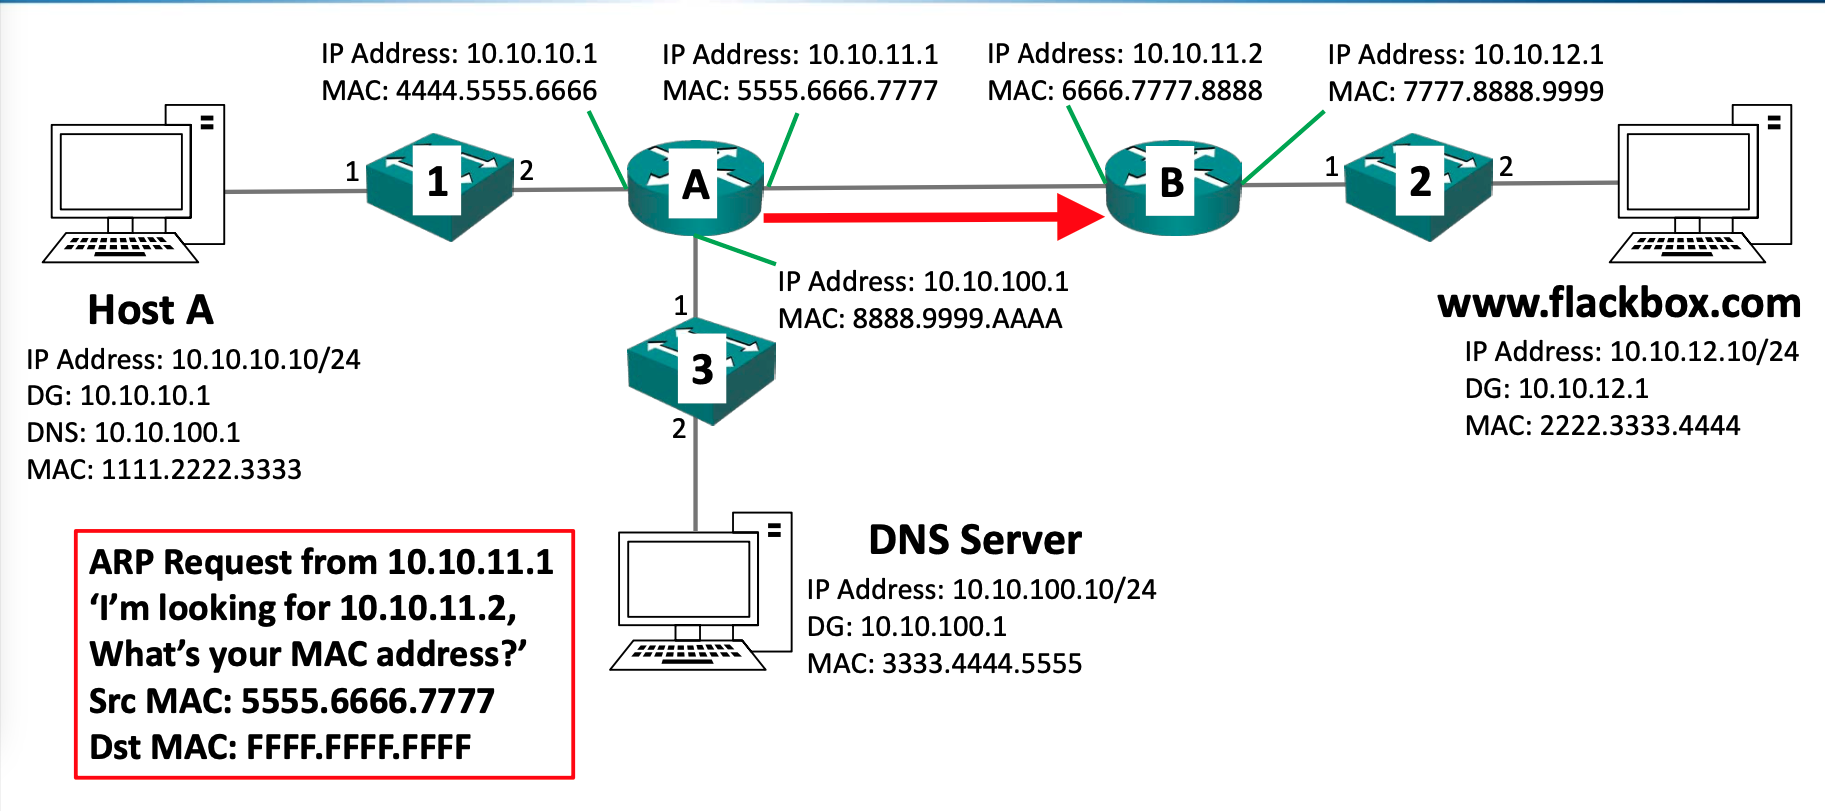 IP Address: 10.10.10.1
MAC: 4444.5555.6666
IP Address: 10.10.11.1
MAC: 5555.6666.7777
IP Address: 10.10.11.2
MAC: 6666.7777.8888
IP Address: 10.10.12.1
MAC: 7777.8888.9999
1
1
2
A
B
1
2
2
IP Address: 10.10.100.1
MAC: 8888.9999.AAAA
Host A
IP Address: 10.10.10.10/24
DG: 10.10.10.1
DNS: 10.10.100.1
MAC: 1111.2222.3333
1
3
2
www.flackbox.com
IP Address: 10.10.12.10/24
DG: 10.10.12.1
MAC: 2222.3333.4444
DNS Server
IP Address: 10.10.100.10/24
DG: 10.10.100.1
MAC: 3333.4444.5555
ARP Request from 10.10.11.1
‘I’m looking for 10.10.11.2,
What’s your MAC address?’
Src MAC: 5555.6666.7777
Dst MAC: FFFF.FFFF.FFFF